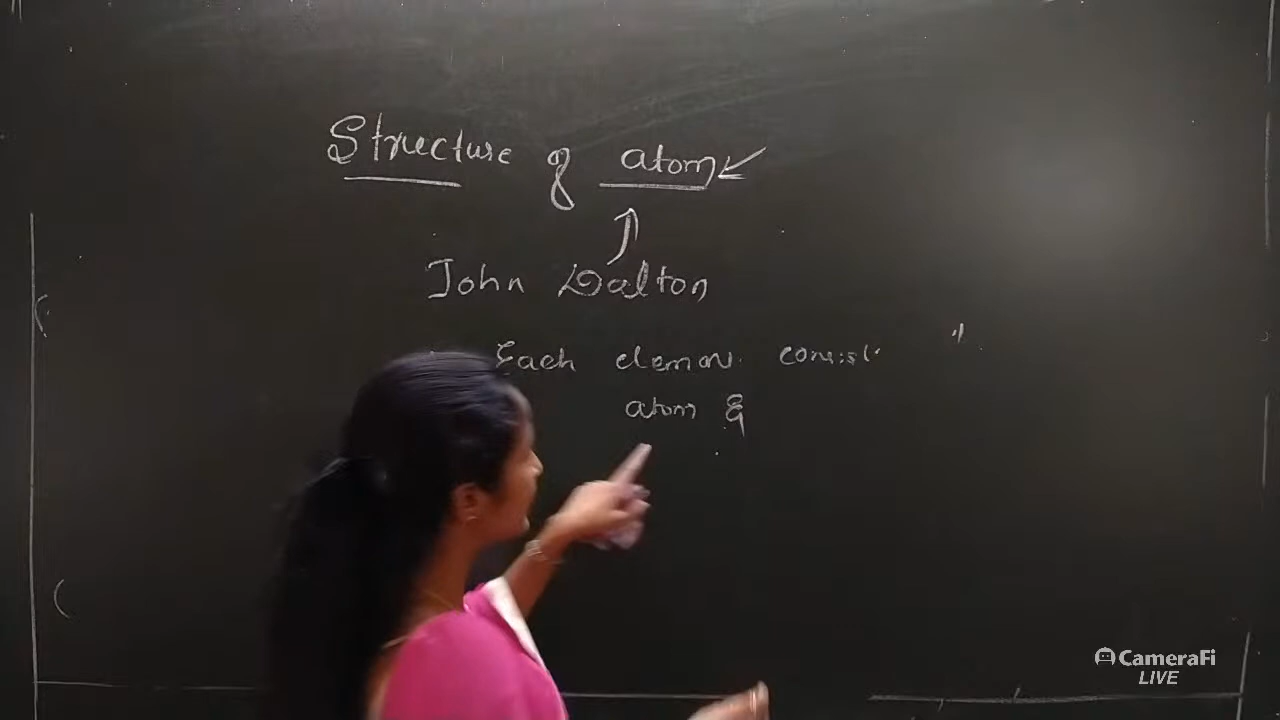 Structure of atom
John Dalton
Each element consist
atom &
CameraFi
LIVE